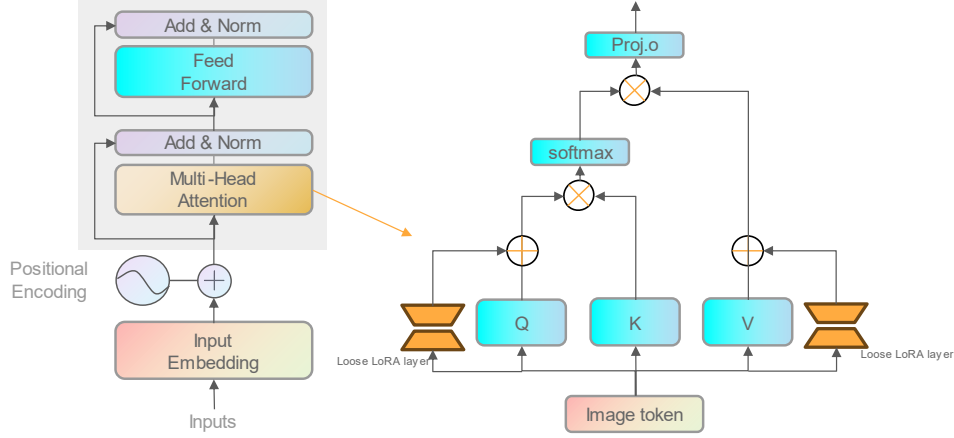 Add & Norm
Feed
Forward
Add & Norm
Multi-Head
Attention
Positional
Encoding
Input
Embedding
Inputs
Proj.o
softmax
Q
K
V
Loose LoRA layer
Loose LoRA layer
Image token